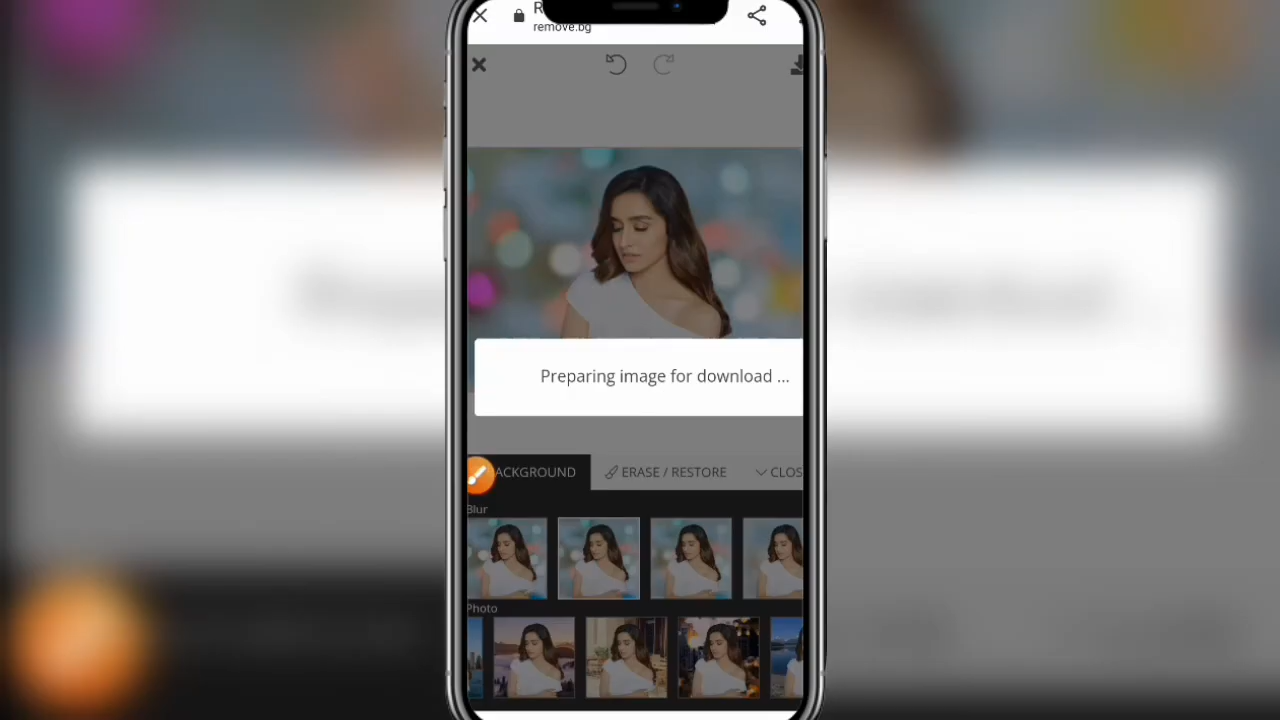 remove.bg
Preparing image for download ...
ACKGROUND
ERASE / RESTORE
CLOS
Blur
Photo